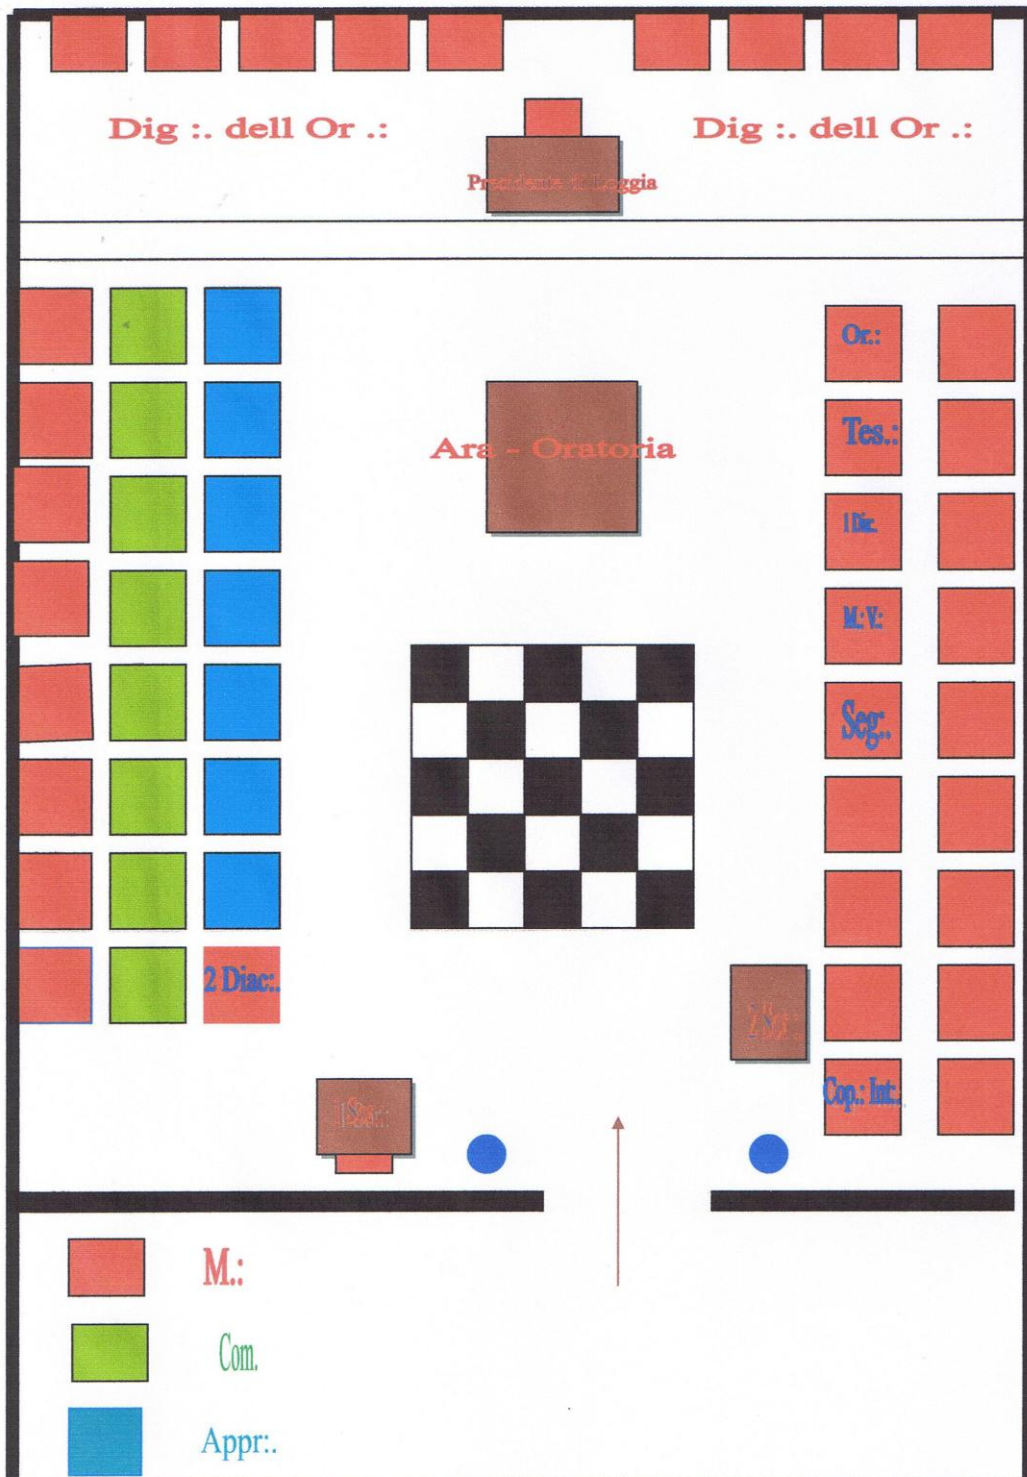 Dig :. dell Or .:
Dig :. dell Or .:
Presidente di Loggia
Or.:
Ara - Oratoria
Tes.:
M.: V.:
Seg:.
2 Diac:.
Cop.: Int:.
M.:
Com.
Appr:.